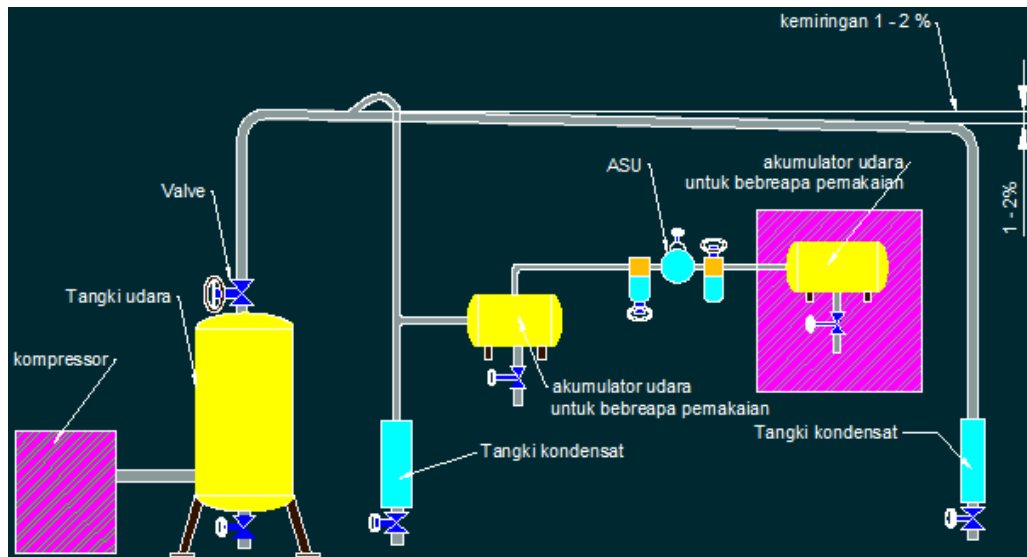 kemiringan 1 - 2 %
ASU
akumulator udara
untuk bebreapa pemakaian
1 - 2%
Valve
Tangki udara
kompressor
akumulator udara
untuk bebreapa pemakaian
Tangki kondensat
Tangki kondensat